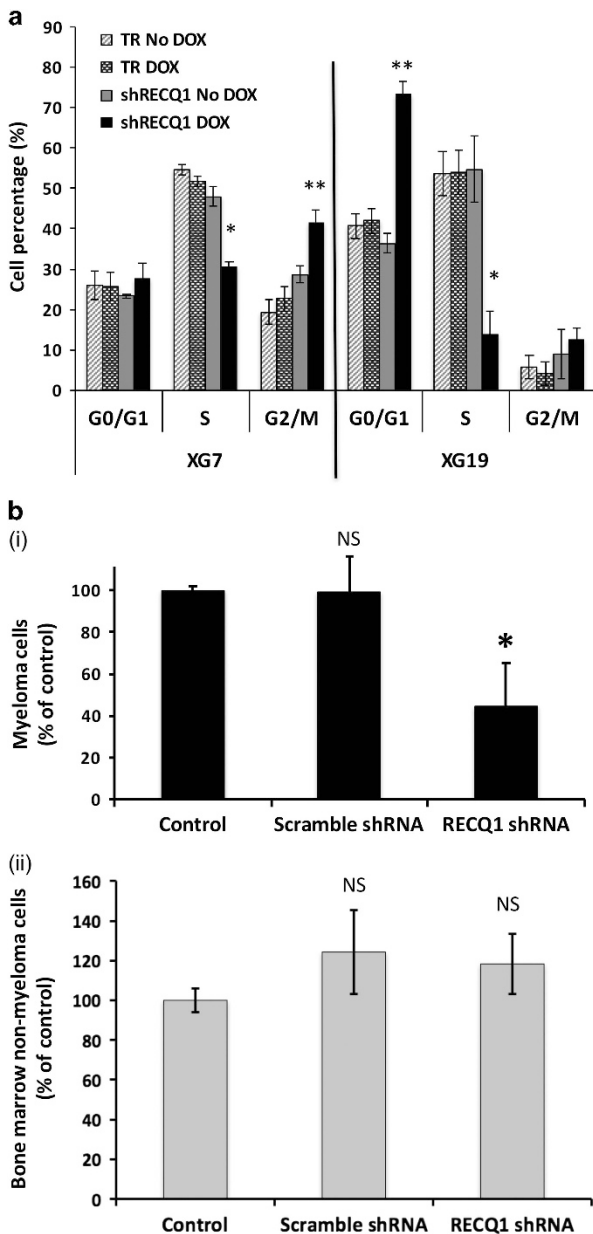 a
90
80
70
60
50
40
30
20
10
0
Cell percentage (%)
TR No DOX
TR DOX
shRECQ1 No DOX
shRECQ1 DOX
* ** ** *
G0/G1 S G2/M G0/G1 S G2/M
XG7 XG19
b
(i)
100
80
60
40
20
0
Myeloma cells
(% of control)
NS
*
Control Scramble shRNA RECQ1 shRNA
(ii)
160
140
120
100
80
60
40
20
0
Bone marrow non-myeloma cells
(% of control)
NS NS
Control Scramble shRNA RECQ1 shRNA